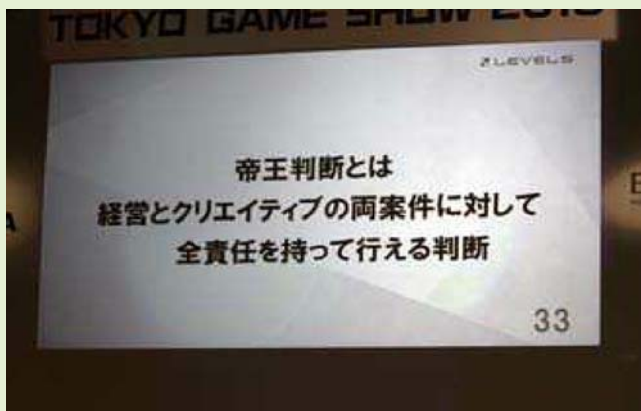 TOKYO GAME SHOW
LEVEL5
帝王判断とは
経営とクリエイティブの両案件に対して
全責任を持って行える判断
33